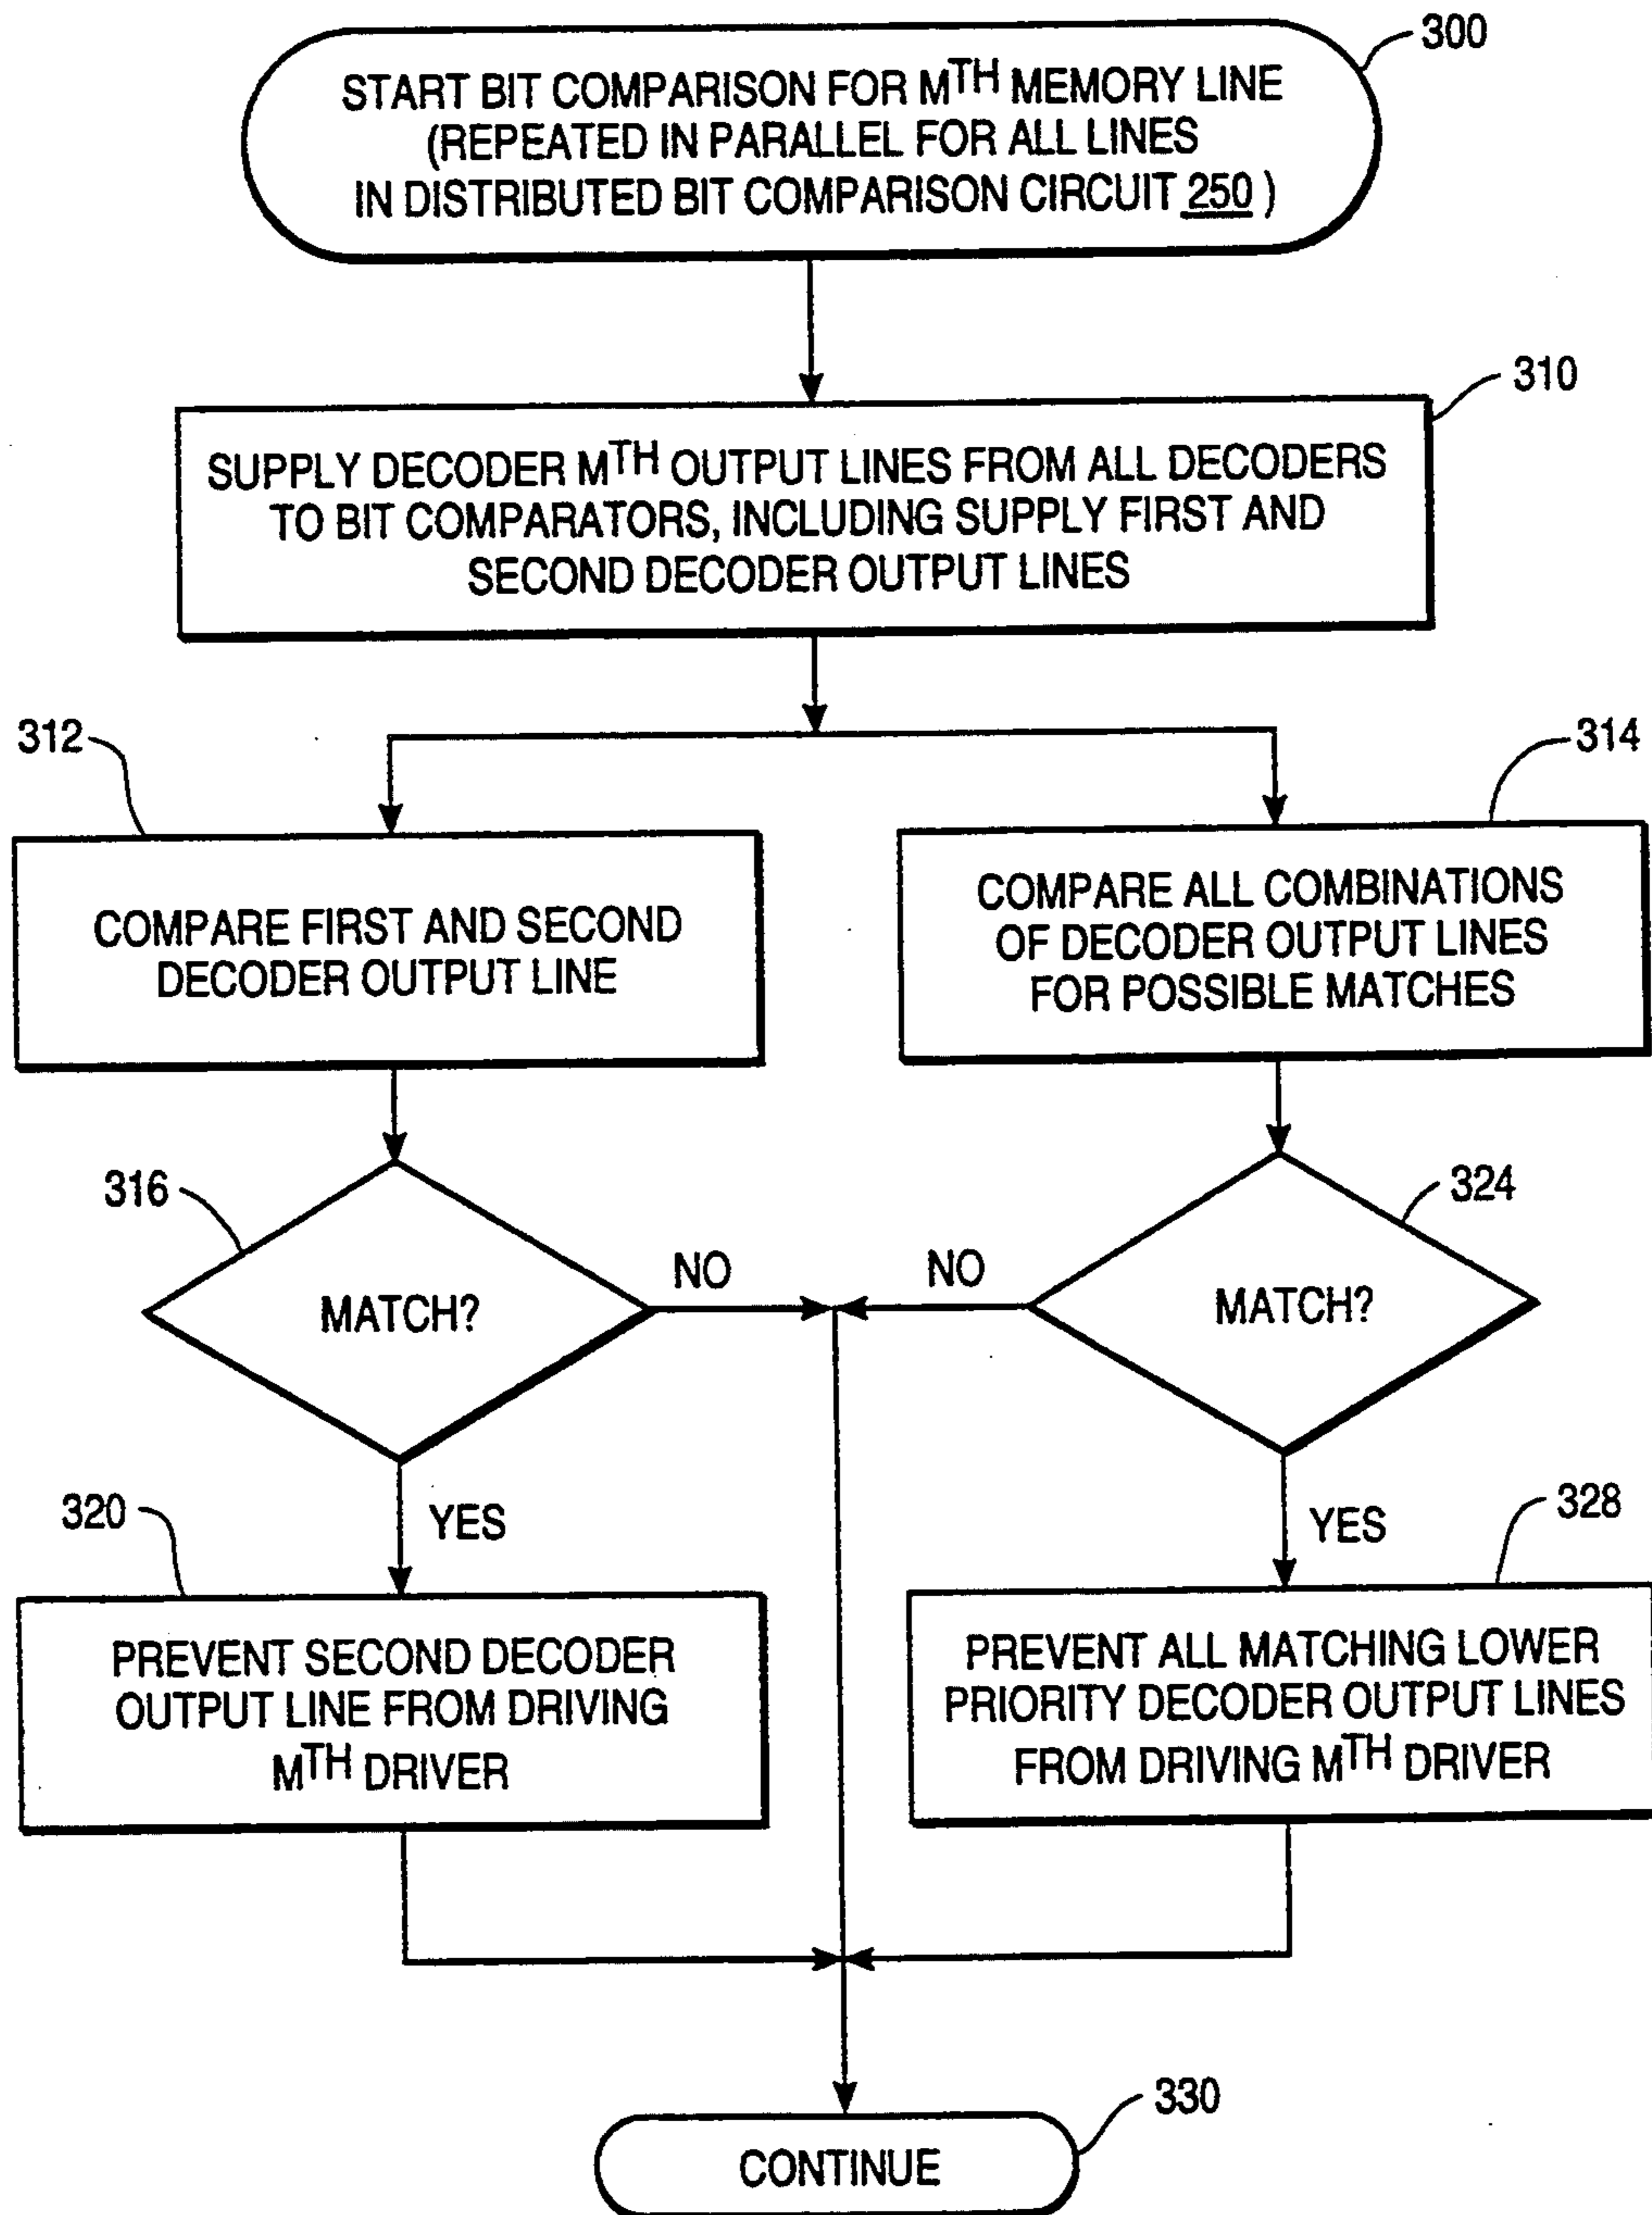 300
START BIT COMPARISON FOR MTH MEMORY LINE
(REPEATED IN PARALLEL FOR ALL LINES
IN DISTRIBUTED BIT COMPARISON CIRCUIT 250 )
310
SUPPLY DECODER MTH OUTPUT LINES FROM ALL DECODERS
TO BIT COMPARATORS, INCLUDING SUPPLY FIRST AND
SECOND DECODER OUTPUT LINES
312
314
COMPARE FIRST AND SECOND
DECODER OUTPUT LINE
COMPARE ALL COMBINATIONS
OF DECODER OUTPUT LINES
FOR POSSIBLE MATCHES
316
324
MATCH?
NO
NO
MATCH?
320
YES
YES
328
PREVENT SECOND DECODER
OUTPUT LINE FROM DRIVING
MTH DRIVER
PREVENT ALL MATCHING LOWER
PRIORITY DECODER OUTPUT LINES
FROM DRIVING MTH DRIVER
330
CONTINUE